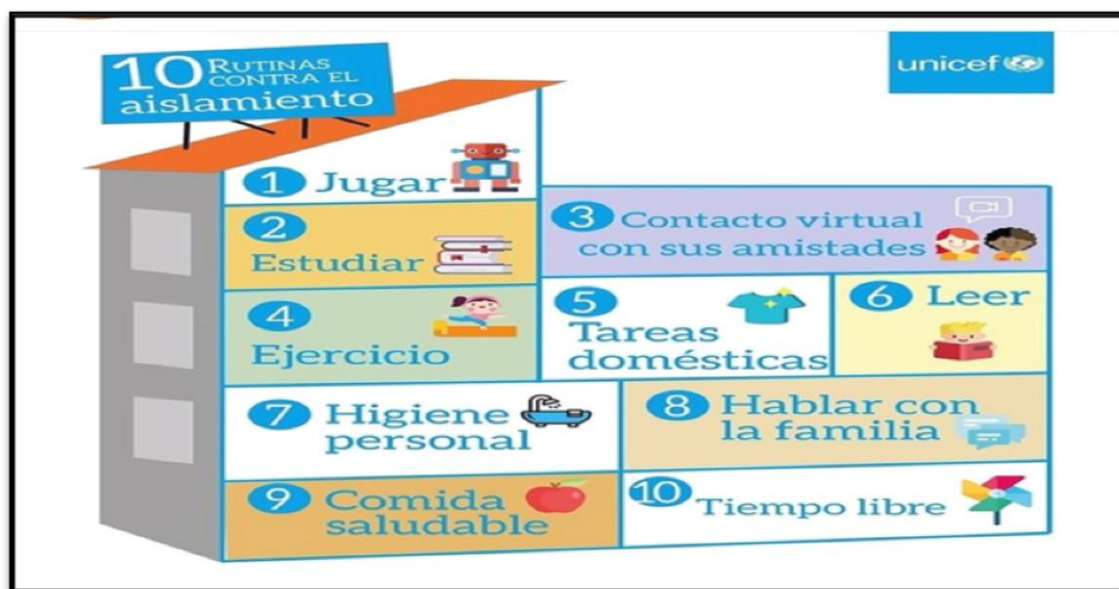 10 RUTINAS
CONTRA EL
aislamiento
unicef
1 Jugar
2
Estudiar
3 Contacto virtual
con sus amistades
4
Ejercicio
5
Tareas
domésticas
6 Leer
7 Higiene
personal
8 Hablar con
la familia
9 Comida
saludable
10 Tiempo libre